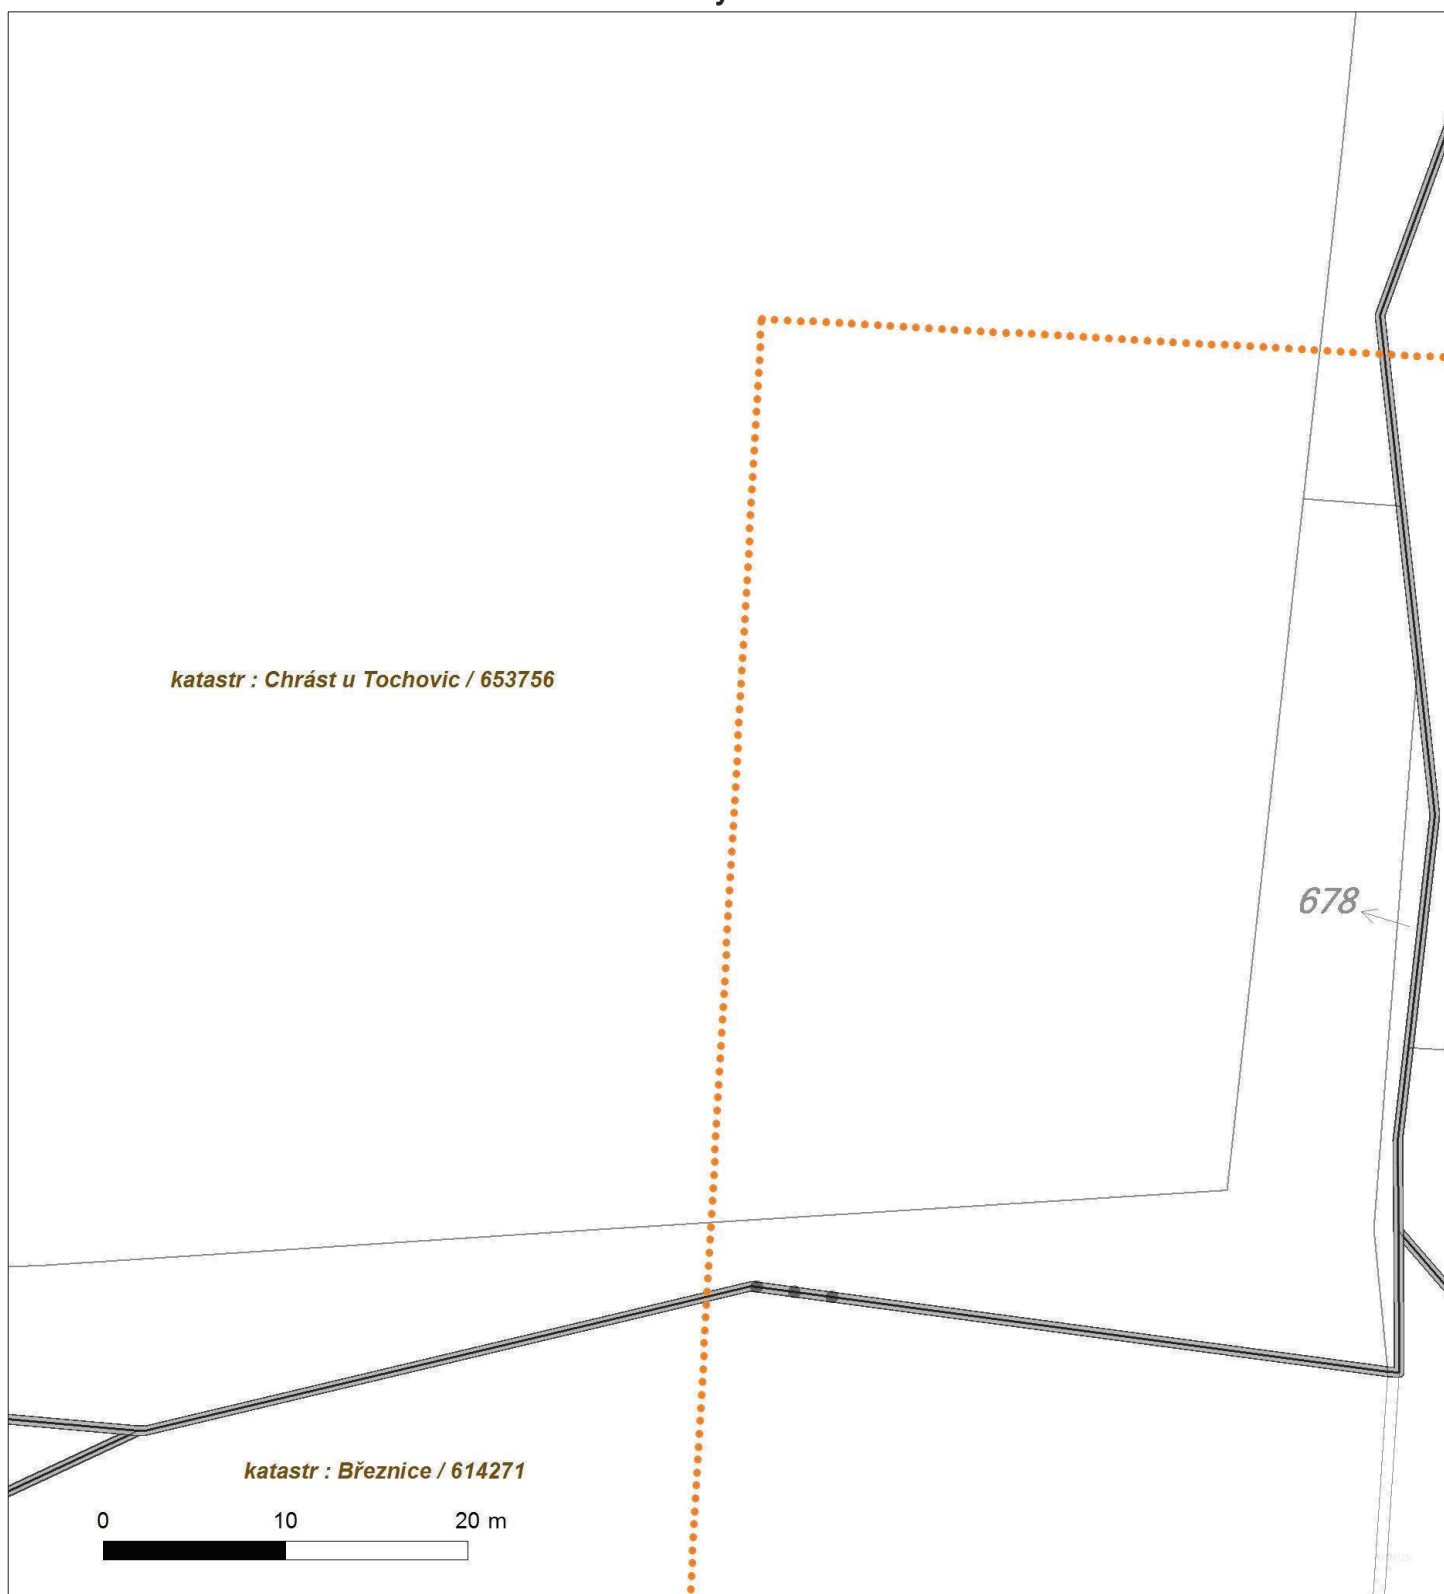 katastr : Chrást u Tochovic / 653756
678
katastr : Březnice / 614271
0 10 20 m